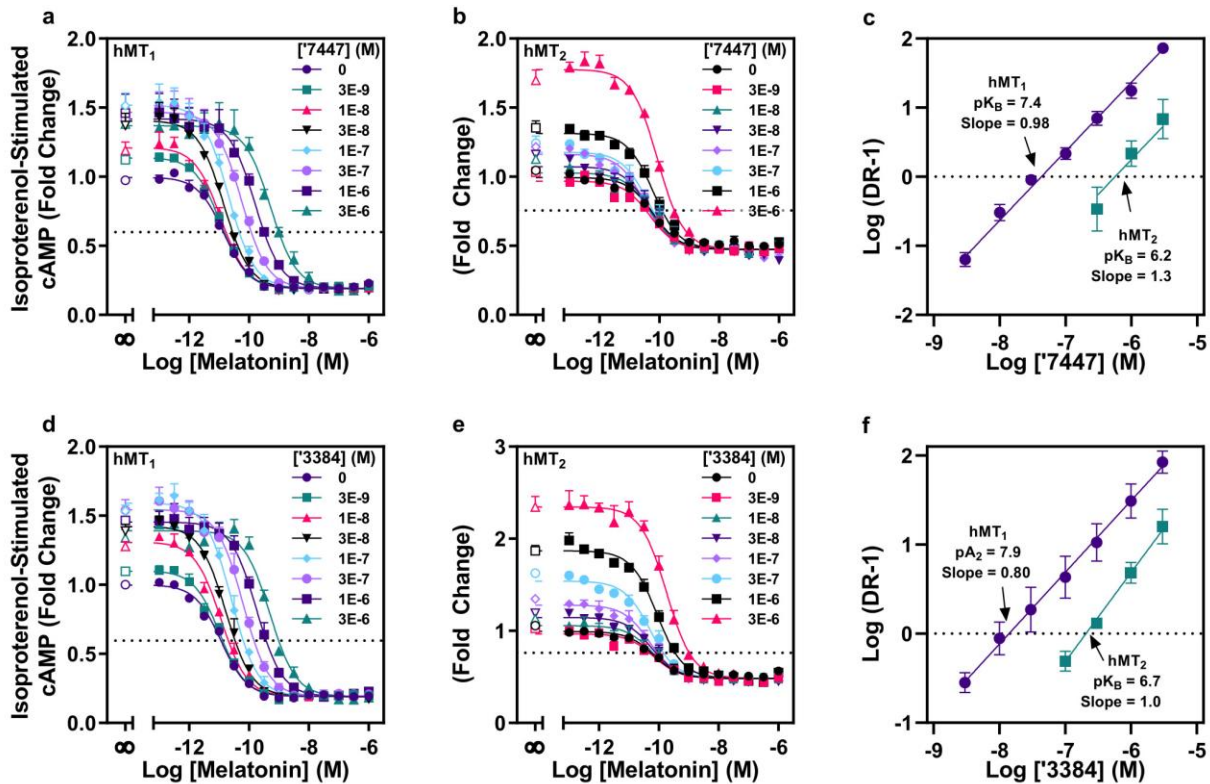 a
hMT1
['7447] (M)
0
3E-9
1E-8
3E-8
1E-7
3E-7
1E-6
3E-6
2.0
1.5
1.0
0.5
0.0
Isoproterenol-Stimulated
cAMP (Fold Change)
∞
-12
-10
-8
-6
Log [Melatonin] (M)
b
hMT2
['7447] (M)
0
3E-9
1E-8
3E-8
1E-7
3E-7
1E-6
3E-6
2.0
1.5
1.0
0.5
0.0
(Fold Change)
∞
-12
-10
-8
-6
Log [Melatonin] (M)
c
2
1
0
-1
-2
Log (DR-1)
hMT1
pKB = 7.4
Slope = 0.98
hMT2
pKB = 6.2
Slope = 1.3
-9
-8
-7
-6
-5
Log ['7447] (M)
d
hMT1
['3384] (M)
0
3E-9
1E-8
3E-8
1E-7
3E-7
1E-6
3E-6
2.0
1.5
1.0
0.5
0.0
Isoproterenol-Stimulated
cAMP (Fold Change)
∞
-12
-10
-8
-6
Log [Melatonin] (M)
e
hMT2
['3384] (M)
0
3E-9
1E-8
3E-8
1E-7
3E-7
1E-6
3E-6
3
2
1
0
(Fold Change)
∞
-12
-10
-8
-6
Log [Melatonin] (M)
f
2
1
0
-1
Log (DR-1)
hMT1
pA2 = 7.9
Slope = 0.80
hMT2
pKB = 6.7
Slope = 1.0
-9
-8
-7
-6
-5
Log ['3384] (M)